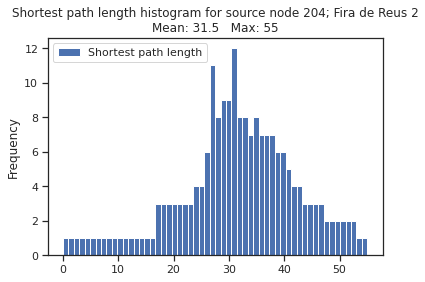 Shortest path length histogram for source node 204; Fira de Reus 2
Mean: 31.5 Max: 55
Shortest path length
Frequency
12
10
8
6
4
2
0
0 10 20 30 40 50